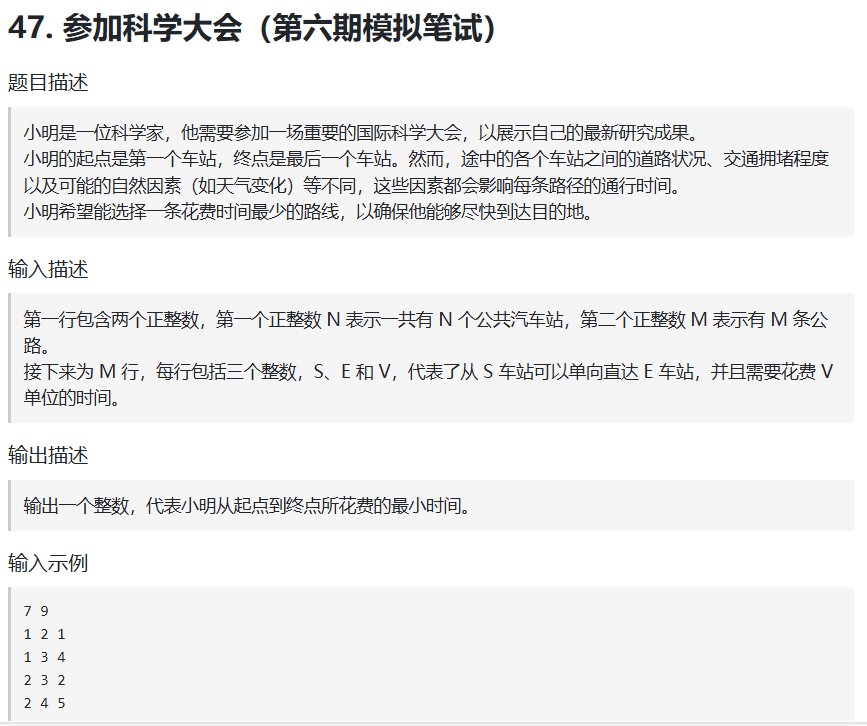 47. 参加科学大会（第六期模拟笔试）
题目描述
小明是一位科学家，他需要参加一场重要的国际科学大会，以展示自己的最新研究成果。
小明的起点是第一个车站，终点是最后一个车站。然而，途中的各个车站之间的道路状况、交通拥堵程度
以及可能的自然因素（如天气变化）等不同，这些因素都会影响每条路径的通行时间。
小明希望能选择一条花费时间最少的路线，以确保他能够尽快到达目的地。
输入描述
第一行包含两个正整数，第一个正整数 N 表示一共有 N 个公共汽车站，第二个正整数 M 表示有 M 条公
路。
接下来为 M 行，每行包括三个整数，S、E 和 V，代表了从 S 车站可以单向直达 E 车站，并且需要花费 V
单位的时间。
输出描述
输出一个整数，代表小明从起点到终点所花费的最小时间。
输入示例
7 9
1 2 1
1 3 4
2 3 2
2 4 5